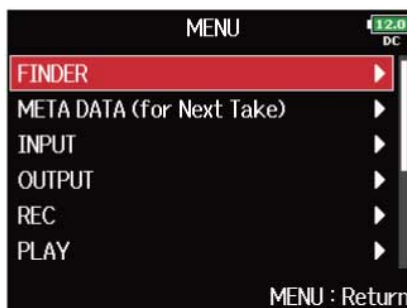 MENU
12.0
DC
FINDER
META DATA (for Next Take)
INPUT
OUTPUT
REC
PLAY
MENU : Return